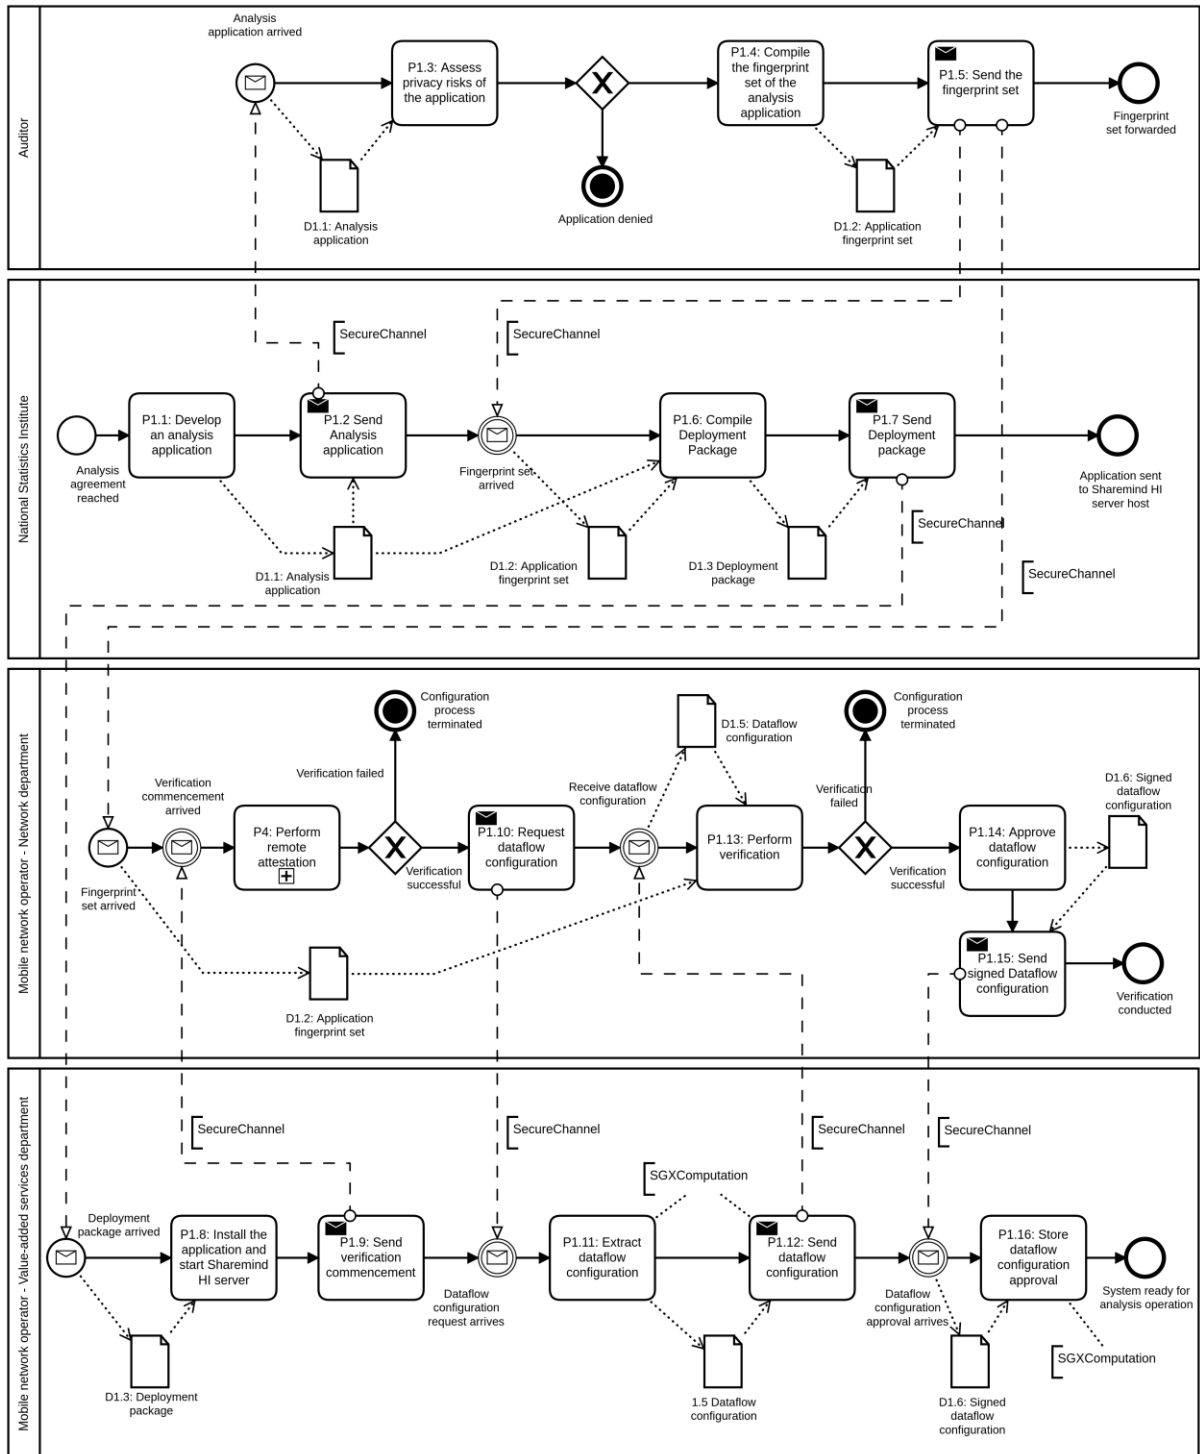 Auditor
Analysis
application arrived
P1.3: Assess
privacy risks of
the application
X
P1.4: Compile
the fingerprint
set of the
analysis
application
P1.5: Send the
fingerprint set
Fingerprint
set forwarded
D1.1: Analysis
application
Application denied
D1.2: Application
fingerprint set
National Statistics Institute
SecureChannel
SecureChannel
P1.1: Develop
an analysis
application
P1.2 Send
Analysis
application
P1.6: Compile
Deployment
Package
P1.7 Send
Deployment
package
Analysis
agreement
reached
Fingerprint set
arrived
Application sent
to Sharemind HI
server host
D1.1: Analysis
application
D1.2: Application
fingerprint set
D1.3 Deployment
package
SecureChannel
SecureChannel
Mobile network operator - Network department
Configuration
process
terminated
D1.5: Dataflow
configuration
Configuration
process
terminated
Verification
commencement
arrived
Verification failed
Receive dataflow
configuration
Verification
failed
D1.6: Signed
dataflow
configuration
P4: Perform
remote
attestation
X
P1.10: Request
dataflow
configuration
P1.13: Perform
verification
X
P1.14: Approve
dataflow
configuration
Fingerprint
set arrived
Verification
successful
Verification
successful
D1.2: Application
fingerprint set
P1.15: Send
signed Dataflow
configuration
Verification
conducted
Mobile network operator - Value-added services department
SecureChannel
SecureChannel
SecureChannel
SecureChannel
SGXComputation
Deployment
package arrived
P1.8: Install the
application and
start Sharemind
HI server
P1.9: Send
verification
commencement
Dataflow
configuration
request arrives
P1.11: Extract
dataflow
configuration
P1.12: Send
dataflow
configuration
Dataflow
configuration
approval arrives
P1.16: Store
dataflow
configuration
approval
System ready for
analysis operation
SGXComputation
D1.3: Deployment
package
1.5 Dataflow
configuration
D1.6: Signed
dataflow
configuration